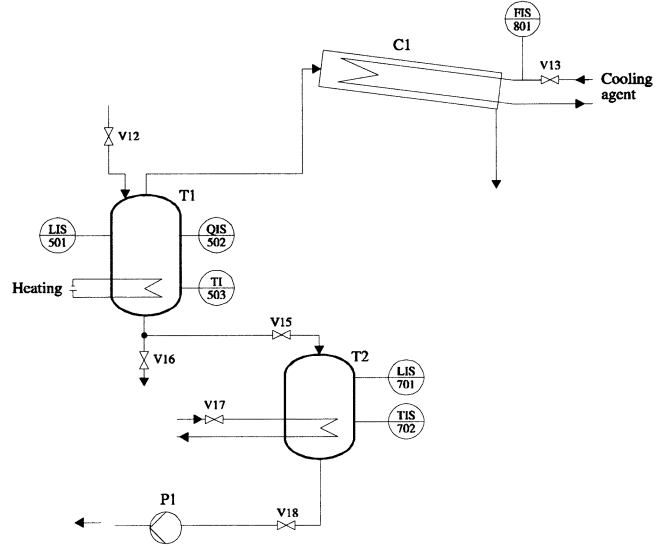 FIS
801
C1
V13
Cooling
agent
V12
T1
LIS
501
QIS
502
Heating
TI
503
V15
V16
T2
LIS
701
V17
TIS
702
P1
V18